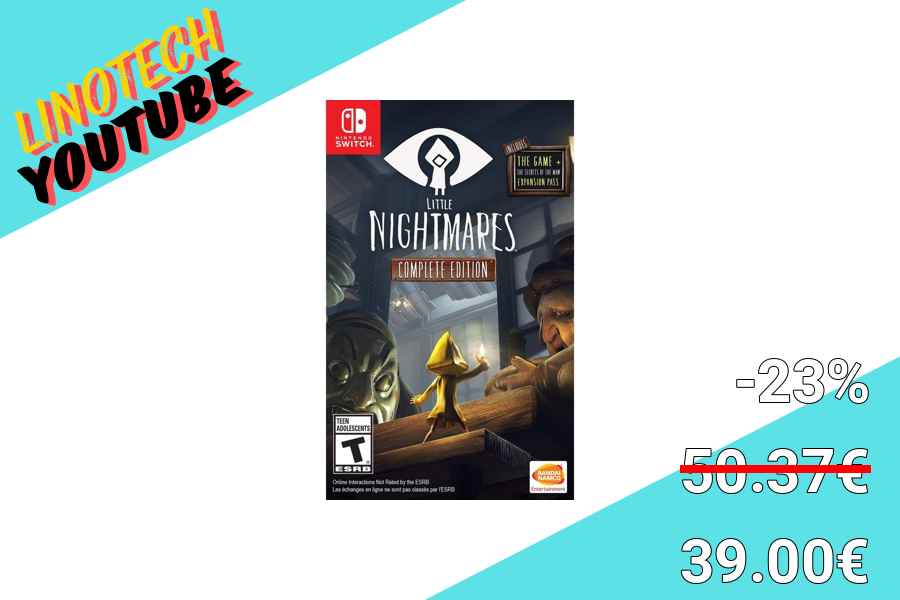 LINOTECH
YOUTUBE
NINTENDO
SWITCH™
INCLUDES
THE GAME +
THE SECRETS OF THE MAW
EXPANSION PASS
LITTLE
NIGHTMARES
COMPLETE EDITION
TEEN
ADOLESCENTS
T
ESRB
Online Interactions Not Rated by the ESRB
Les échanges en ligne ne sont pas classés par l'ESRB
BANDAI
NAMCO
Entertainment
-23%
50.37€
39.00€